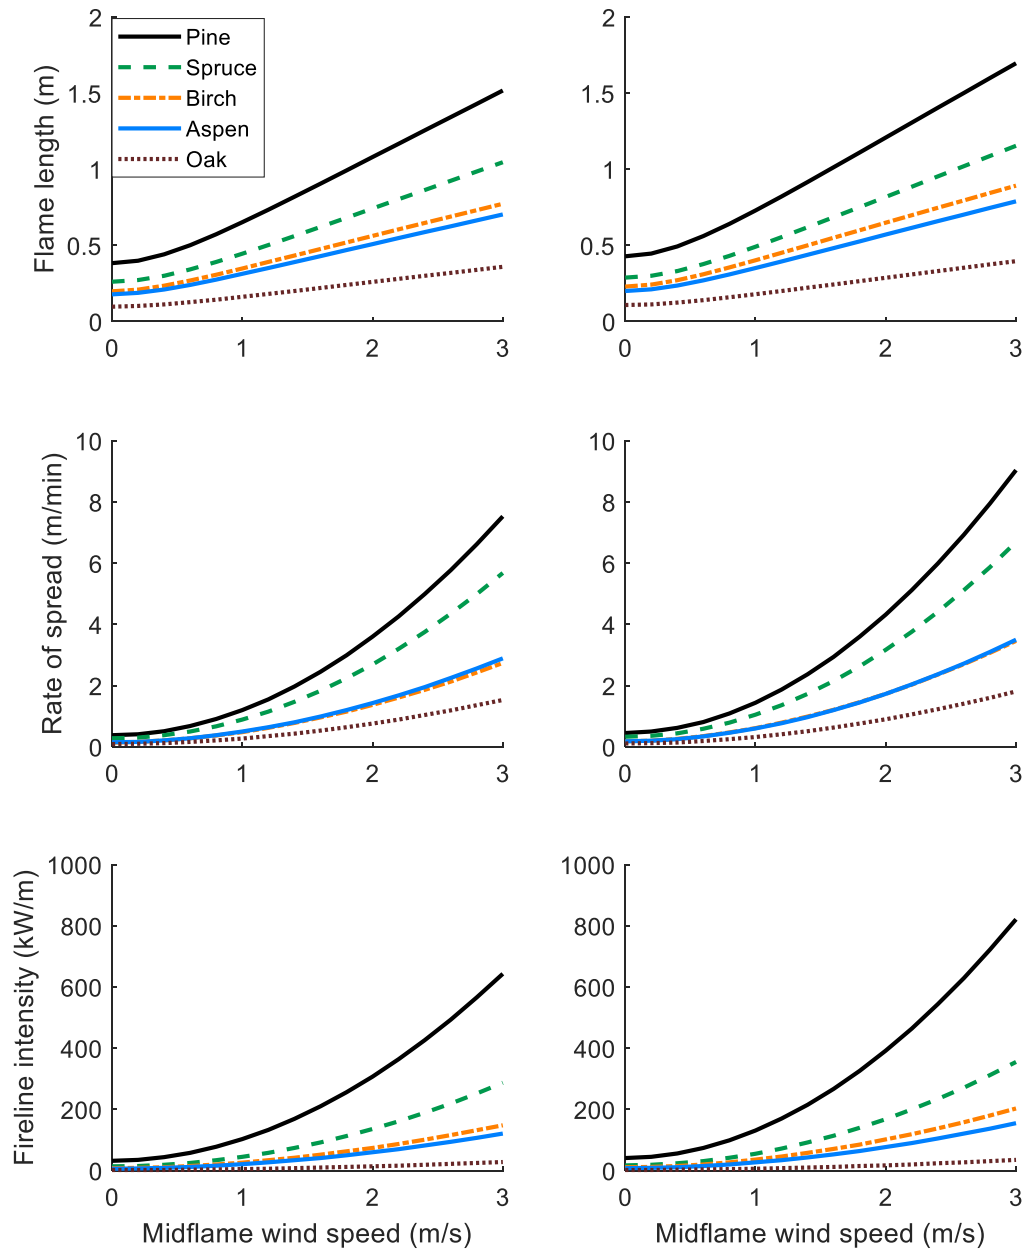 Flame length (m)
2
1.5
1
0.5
0
0 1 2 3
Pine
Spruce
Birch
Aspen
Oak
2
1.5
1
0.5
0
0 1 2 3
Rate of spread (m/min)
10
8
6
4
2
0
0 1 2 3
10
8
6
4
2
0
0 1 2 3
Fireline intensity (kW/m)
1000
800
600
400
200
0
0 1 2 3
Midflame wind speed (m/s)
1000
800
600
400
200
0
0 1 2 3
Midflame wind speed (m/s)